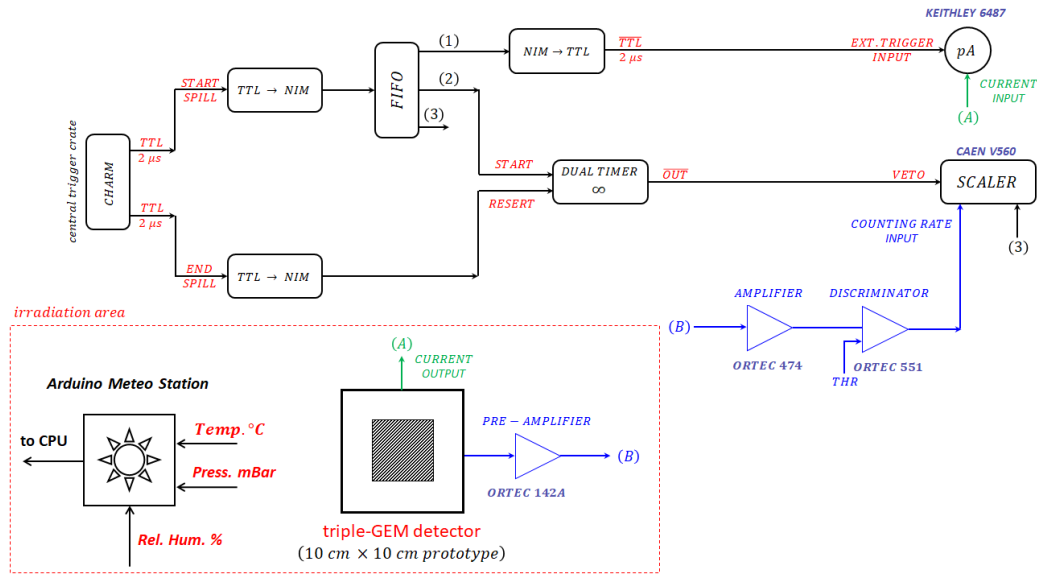 KEITHLEY 6487
(1)
NIM → TTL
TTL
2 μs
EXT.TRIGGER
INPUT
pA
CURRENT
INPUT
(A)
START
SPILL
TTL → NIM
FIFO
(2)
(3)
central trigger crate
CHARM
TTL
2 μs
TTL
2 μs
START
RESERT
DUAL TIMER
∞
OUT
VETO
CAEN V560
SCALER
COUNTING RATE
INPUT
(3)
END
SPILL
TTL → NIM
AMPLIFIER
DISCRIMINATOR
(B)
ORTEC 474
THR
ORTEC 551
irradiation area
(A)
CURRENT
OUTPUT
Arduino Meteo Station
to CPU
Temp.°C
Press. mBar
Rel. Hum. %
PRE − AMPLIFIER
(B)
ORTEC 142A
triple-GEM detector
(10 cm × 10 cm prototype)